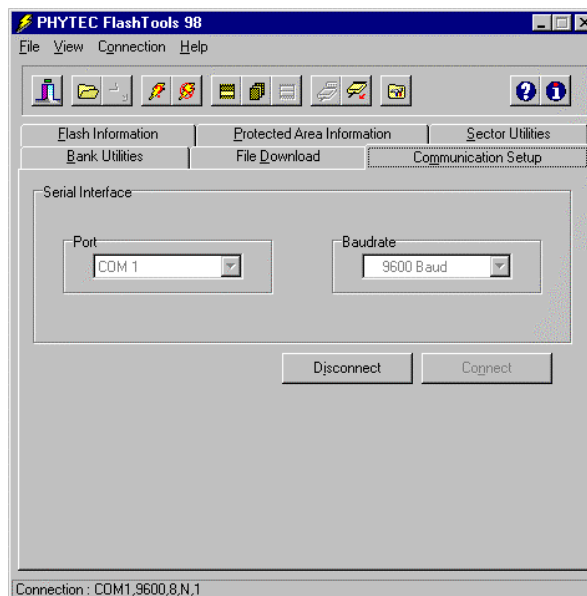 PHYTEC FlashTools 98
File View Connection Help
Flash Information Protected Area Information Sector Utilities
Bank Utilities File Download Communication Setup
Serial Interface
Port Baudrate
COM 1 9600 Baud
Disconnect Connect
Connection : COM1,9600,8,N,1